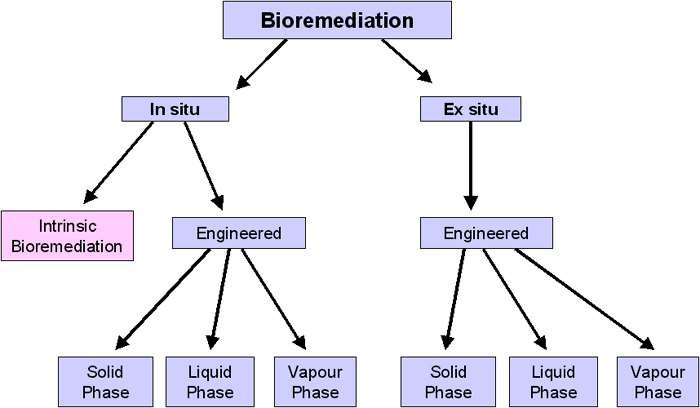 Bioremediation
In situ
Ex situ
Intrinsic
Bioremediation
Engineered
Engineered
Solid
Phase
Liquid
Phase
Vapour
Phase
Solid
Phase
Liquid
Phase
Vapour
Phase